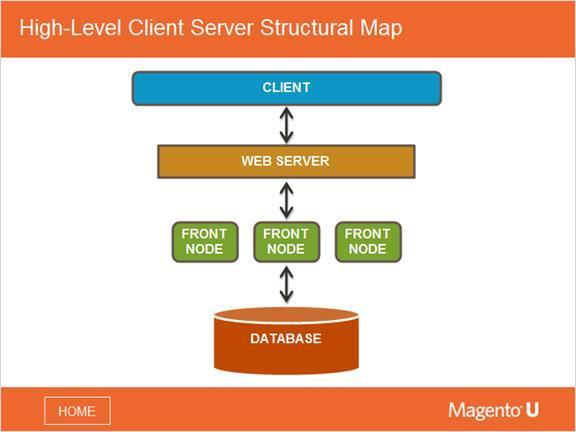 High-Level Client Server Structural Map
CLIENT
WEB SERVER
FRONT NODE
FRONT NODE
FRONT NODE
DATABASE
HOME
Magento® U